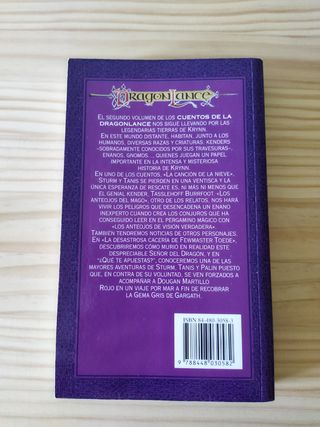 DRAGONLANCE
EL SEGUNDO VOLUMEN DE LOS CUENTOS DE LA
DRAGONLANCE NOS SIGUE LLEVANDO POR LAS
LEGENDARIAS TIERRAS DE KRYNN.
EN ESTE MUNDO DISTANTE, HABITAN, JUNTO A LOS
HUMANOS, DIVERSAS RAZAS Y CRIATURAS: KENDERS
-SOBRADAMENTE CONOCIDOS POR SUS TRAVESURAS-,
ENANOS, GNOMOS... QUIENES JUEGAN UN PAPEL
IMPORTANTE EN LA INTENSA Y MISTERIOSA
HISTORIA DE KRYNN.
EN UNO DE LOS CUENTOS, «LA CANCIÓN DE LA NIEVE»,
STURM Y TANIS SE PIERDEN EN UNA VENTISCA Y LA
ÚNICA ESPERANZA DE RESCATE ES, NI MÁS NI MENOS QUE
EL GENIAL KENDER, TASSLEHOFF BURRFOOT. «LOS
ANTEOJOS DEL MAGO», OTRO DE LOS RELATOS, NOS HARÁ
VIVIR LOS PELIGROS QUE DESENCADENA UN ENANO
INEXPERTO CUANDO CREA LOS CONJUROS QUE HA
CONSEGUIDO LEER EN EL PERGAMINO MÁGICO CON
«LOS ANTEOJOS DE VISIÓN VERDADERA».
TAMBIÉN TENDREMOS NOTICIAS DE OTROS PERSONAJES.
EN «LA DESASTROSA CACERÍA DE FEWMASTER TOEDE»,
DESCUBRIREMOS CÓMO MURIÓ EN REALIDAD ESTE
DESPRECIABLE SEÑOR DEL DRAGÓN, Y EN
«¿QUÉ TE APUESTAS?», CONOCEREMOS UNA DE LAS
MAYORES AVENTURAS DE STURM, TANIS Y PALIN PUESTO
QUE, EN CONTRA DE SU VOLUNTAD, SE VEN FORZADOS A
ACOMPAÑAR A DOUGAN MARTILLO
ROJO EN UN VIAJE POR MAR A FIN DE RECOBRAR
LA GEMA GRIS DE GARGATH.
ISBN 84-480-3058-3
9 788448 030582